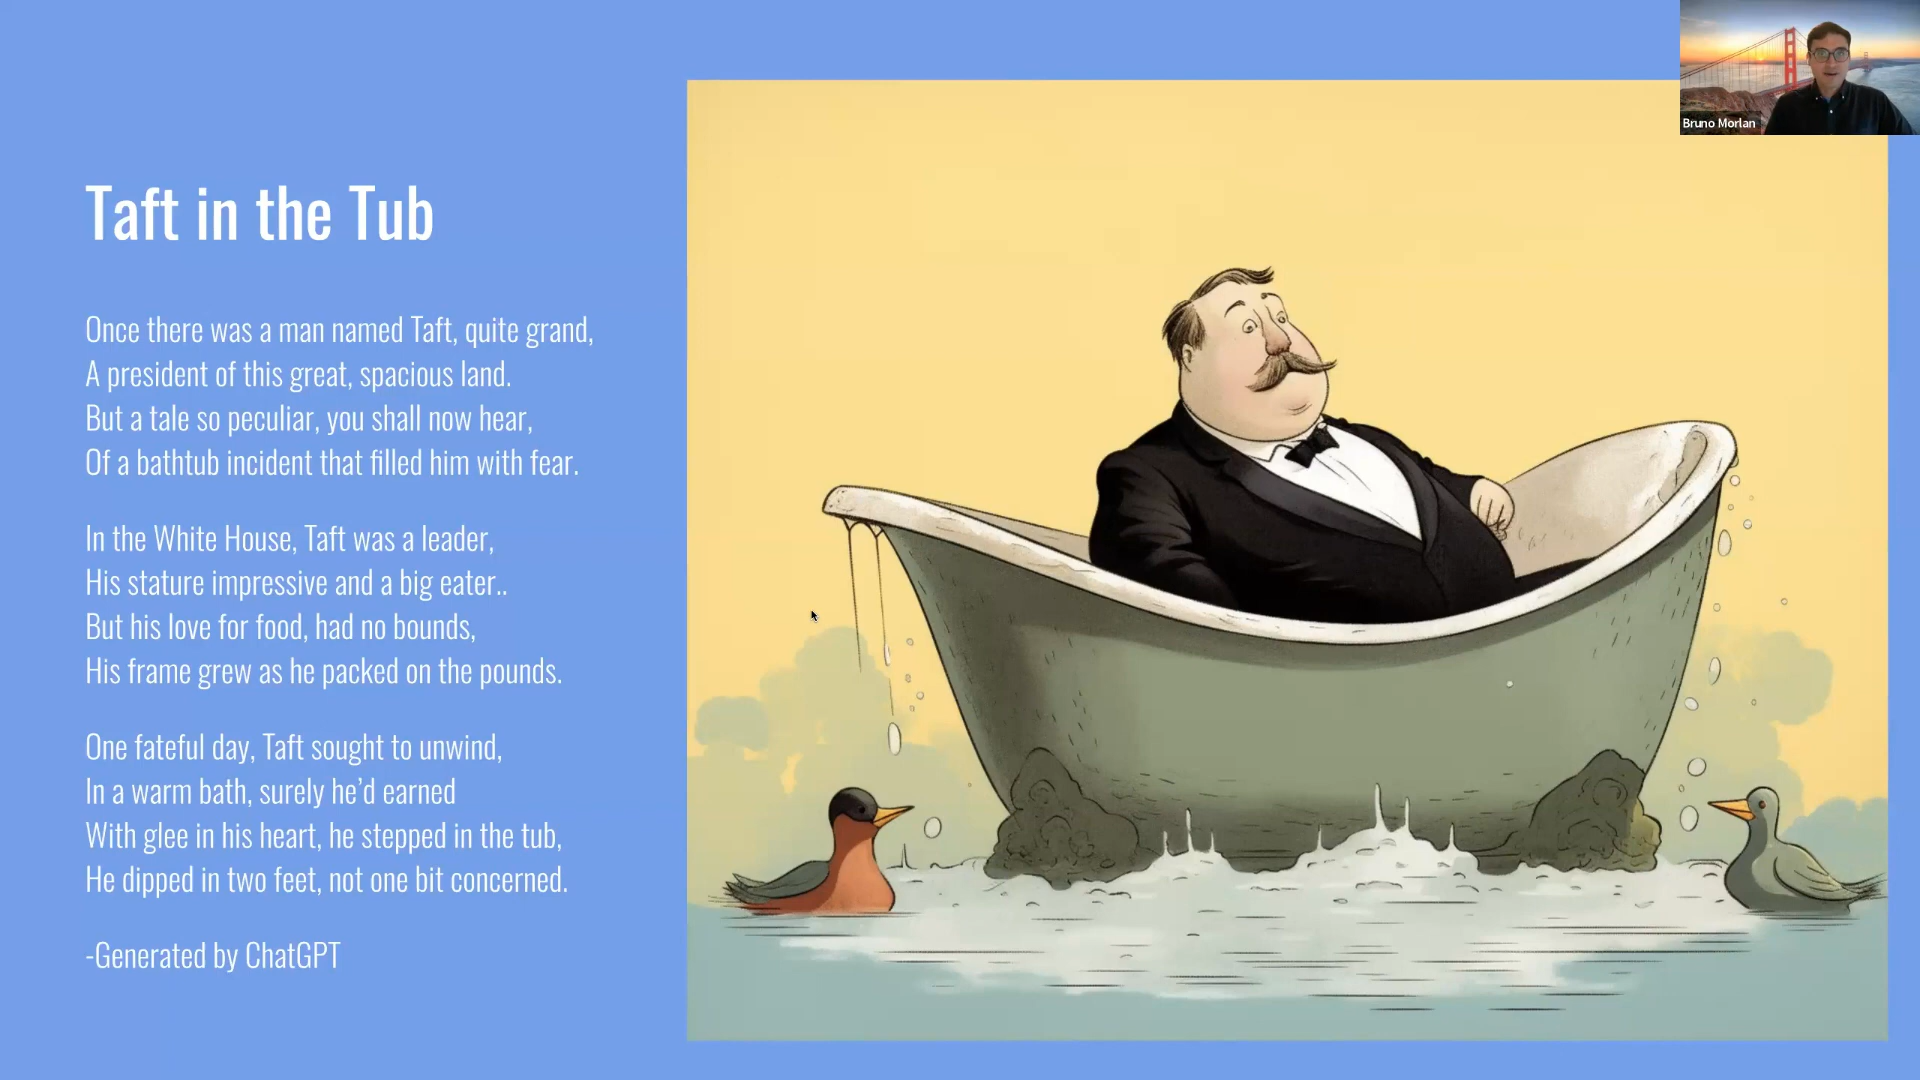 Taft in the Tub
Once there was a man named Taft, quite grand,
A president of this great, spacious land.
But a tale so peculiar, you shall now hear,
Of a bathtub incident that filled him with fear.
In the White House, Taft was a leader,
His stature impressive and a big eater..
But his love for food, had no bounds,
His frame grew as he packed on the pounds.
One fateful day, Taft sought to unwind,
In a warm bath, surely he’d earned
With glee in his heart, he stepped in the tub,
He dipped in two feet, not one bit concerned.
-Generated by ChatGPT
Bruno Morlan